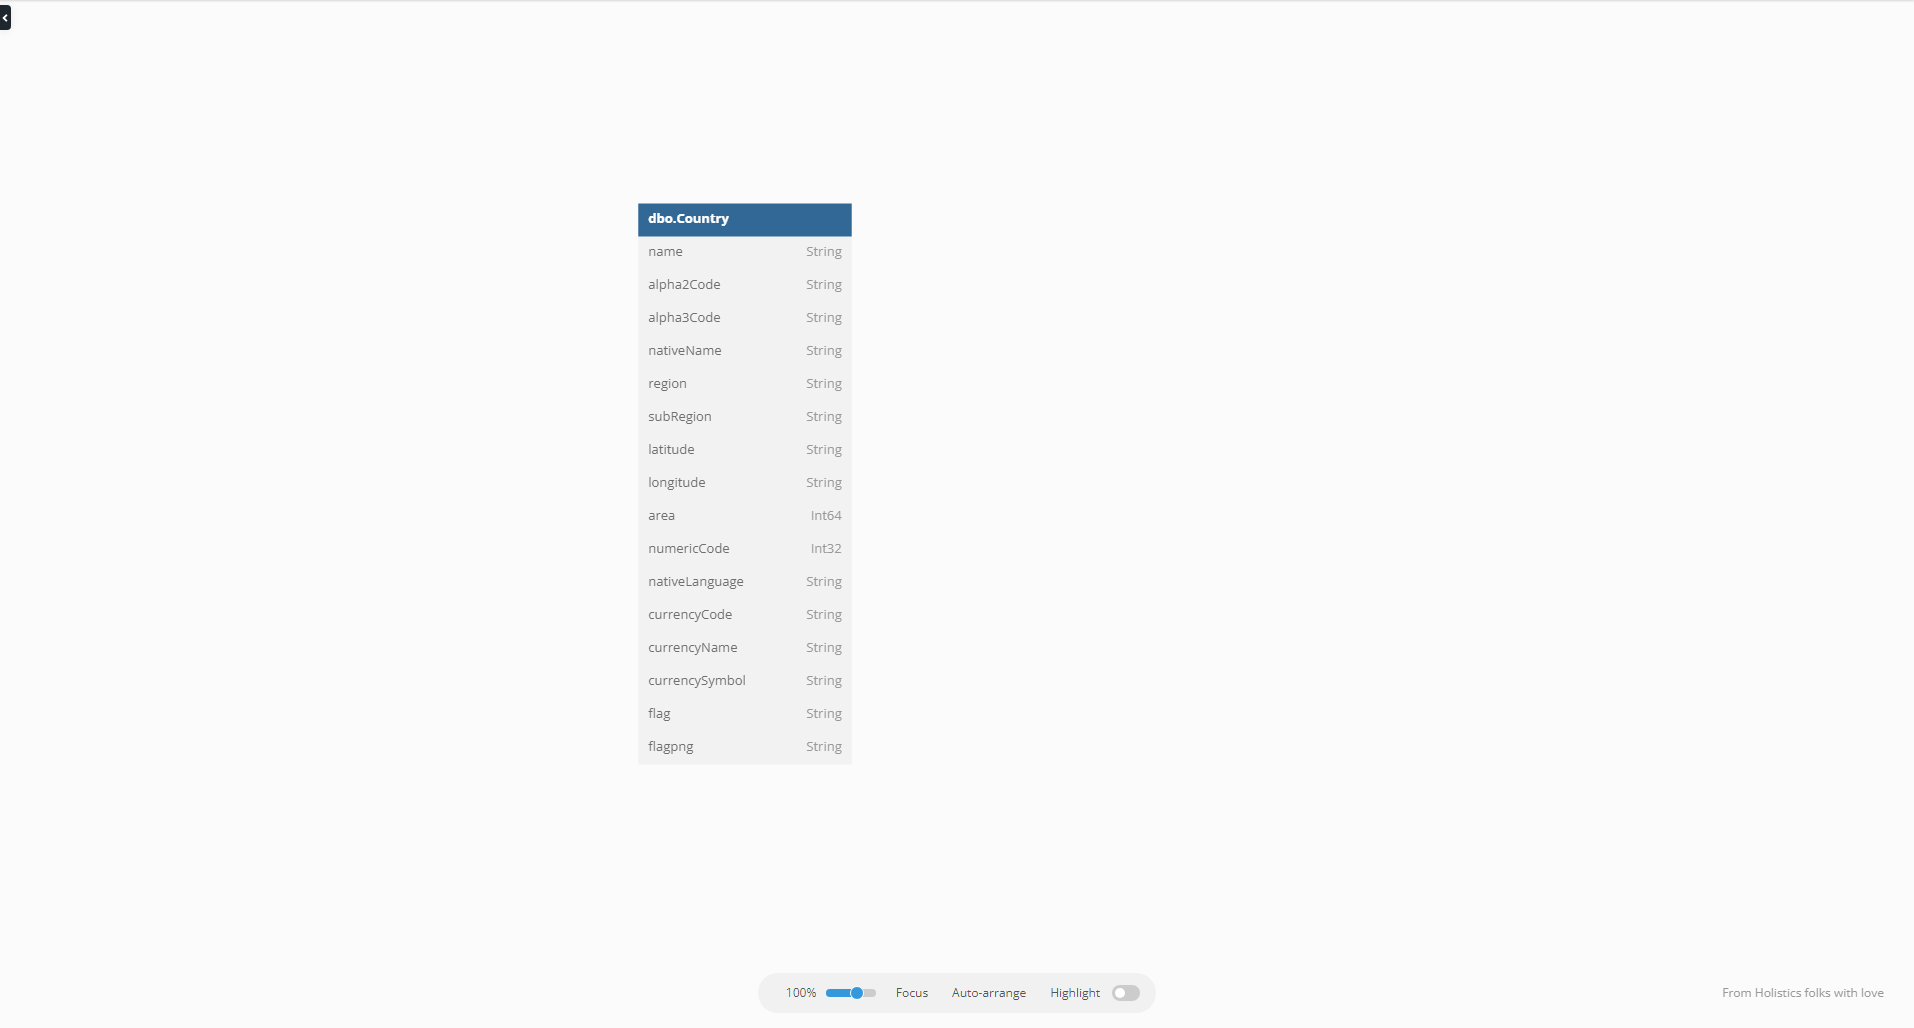 dbo.Country
name String
alpha2Code String
alpha3Code String
nativeName String
region String
subRegion String
latitude String
longitude String
area Int64
numericCode Int32
nativeLanguage String
currencyCode String
currencyName String
currencySymbol String
flag String
flagpng String
100% Focus Auto-arrange Highlight
From Holistics folks with love